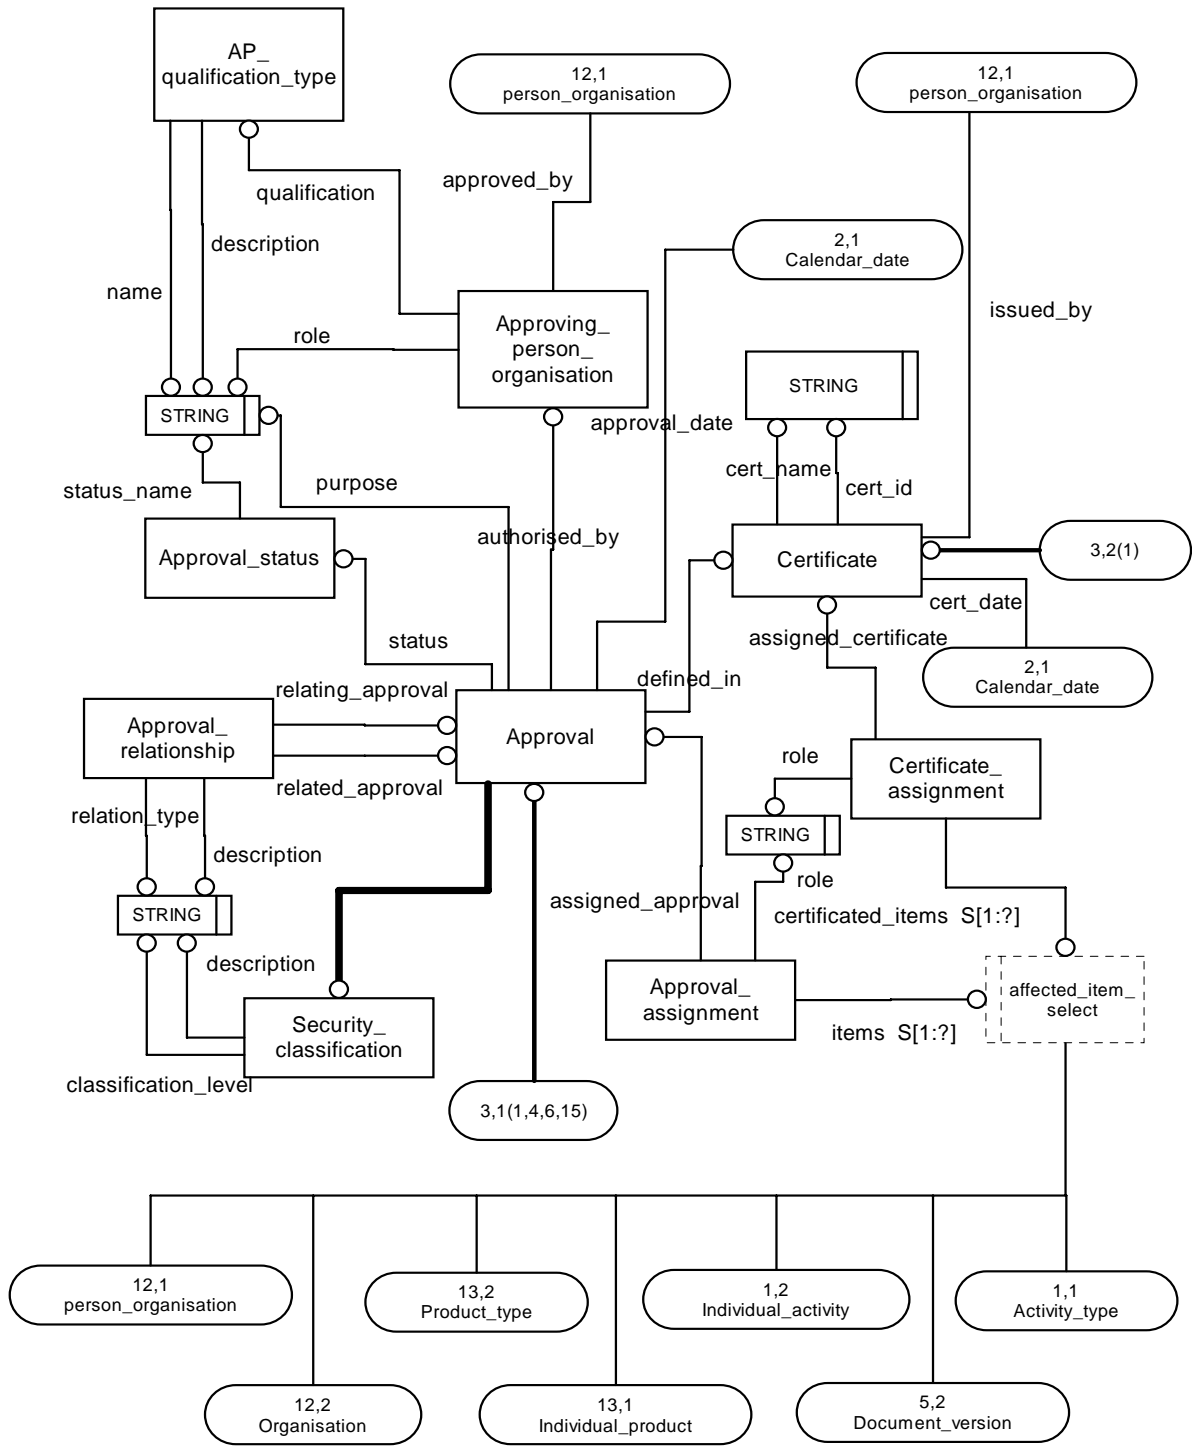 AP_
qualification_type
12,1
person_organisation
12,1
person_organisation
approved_by
qualification
description
2,1
Calendar_date
name
issued_by
role
Approving_
person_
organisation
STRING
STRING
approval_date
cert_name
cert_id
purpose
status_name
authorised_by
Approval_status
Certificate
3,2(1)
cert_date
assigned_certificate
status
defined_in
2,1
Calendar_date
relating_approval
Approval_
relationship
Approval
related_approval
role
Certificate_
assignment
relation_type
STRING
description
role
assigned_approval
certificated_items S[1:?]
STRING
description
Approval_
assignment
affected_item_
select
items S[1:?]
Security_
classification
classification_level
3,1(1,4,6,15)
12,1
person_organisation
13,2
Product_type
1,2
Individual_activity
1,1
Activity_type
12,2
Organisation
13,1
Individual_product
5,2
Document_version